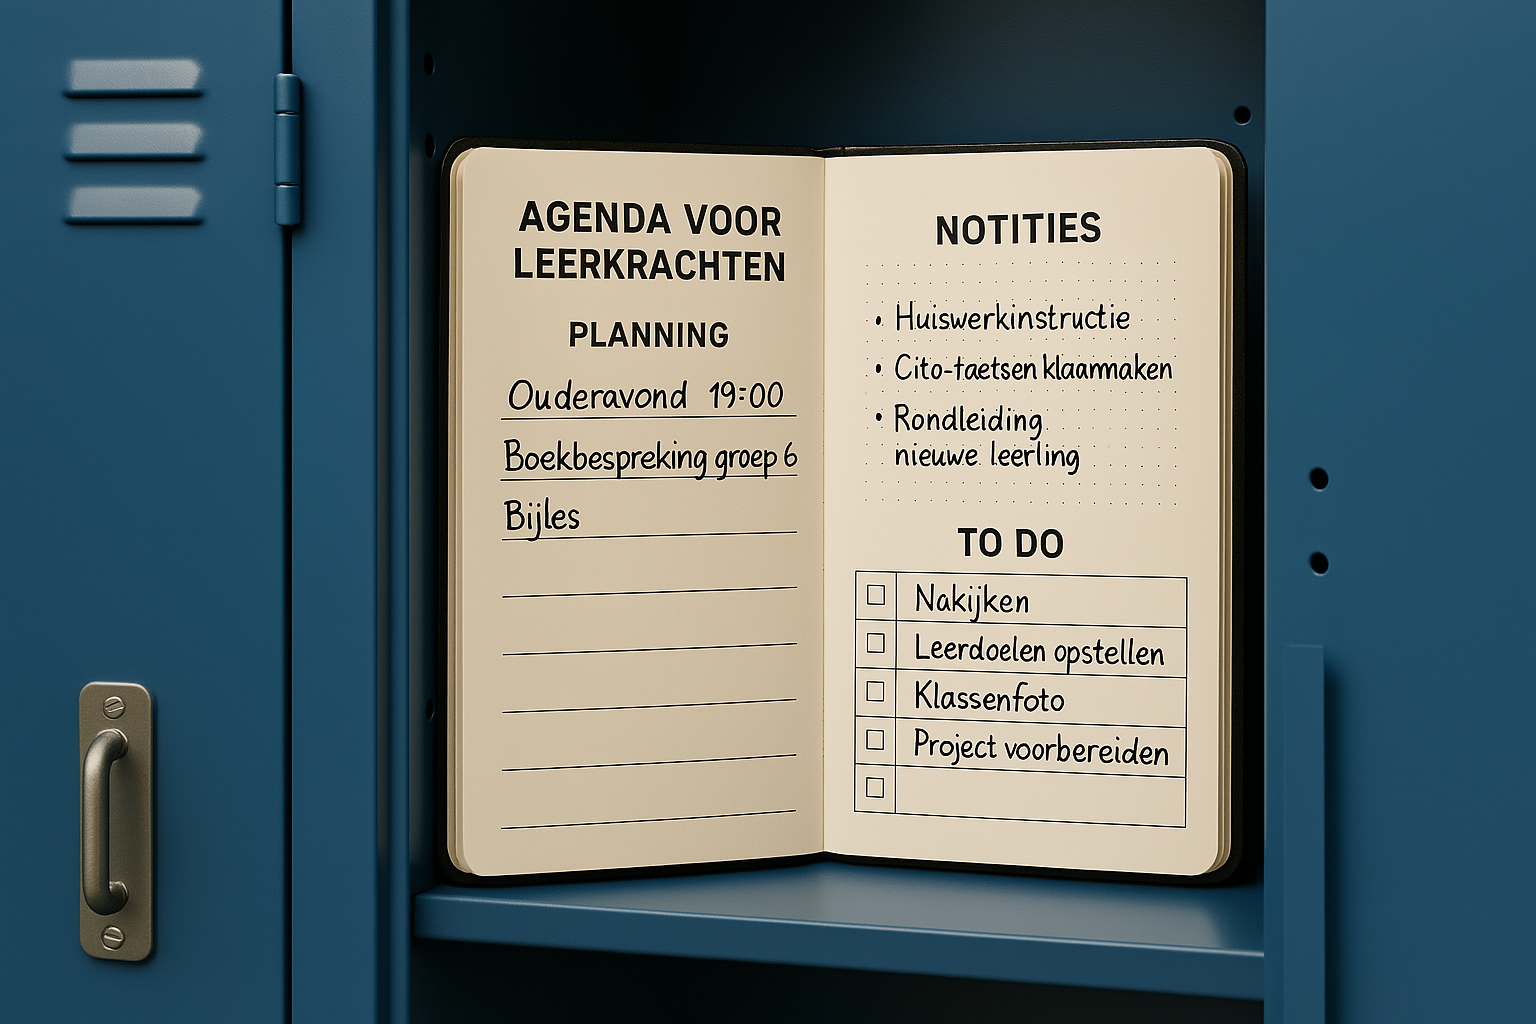 AGENDA VOOR
LEERKRACHTEN
PLANNING
Ouderavond 19:00
Boekbespreking groep 6
Bijles
NOTITIES
• Huiswerkinstructie
• Cito-taetsen klaarmaken
• Rondleiding
nieuwe leerling
TO DO
Nakijken
Leerdoelen opstellen
Klassenfoto
Project voorbereiden